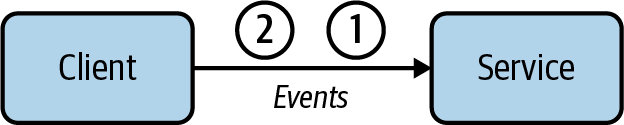 Client
2
1
Events
Service